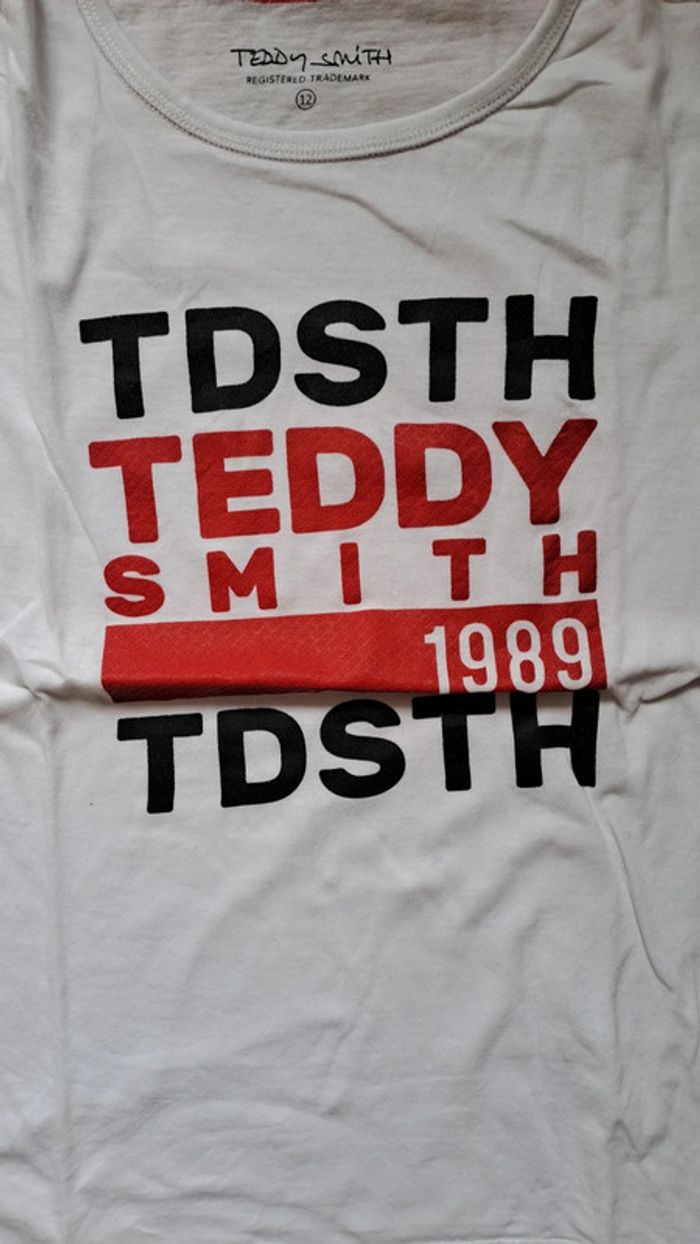 TEDDY SMITH
REGISTERED TRADEMARK
12
TDSTH
TEDDY
SMITH
1989
TDSTH